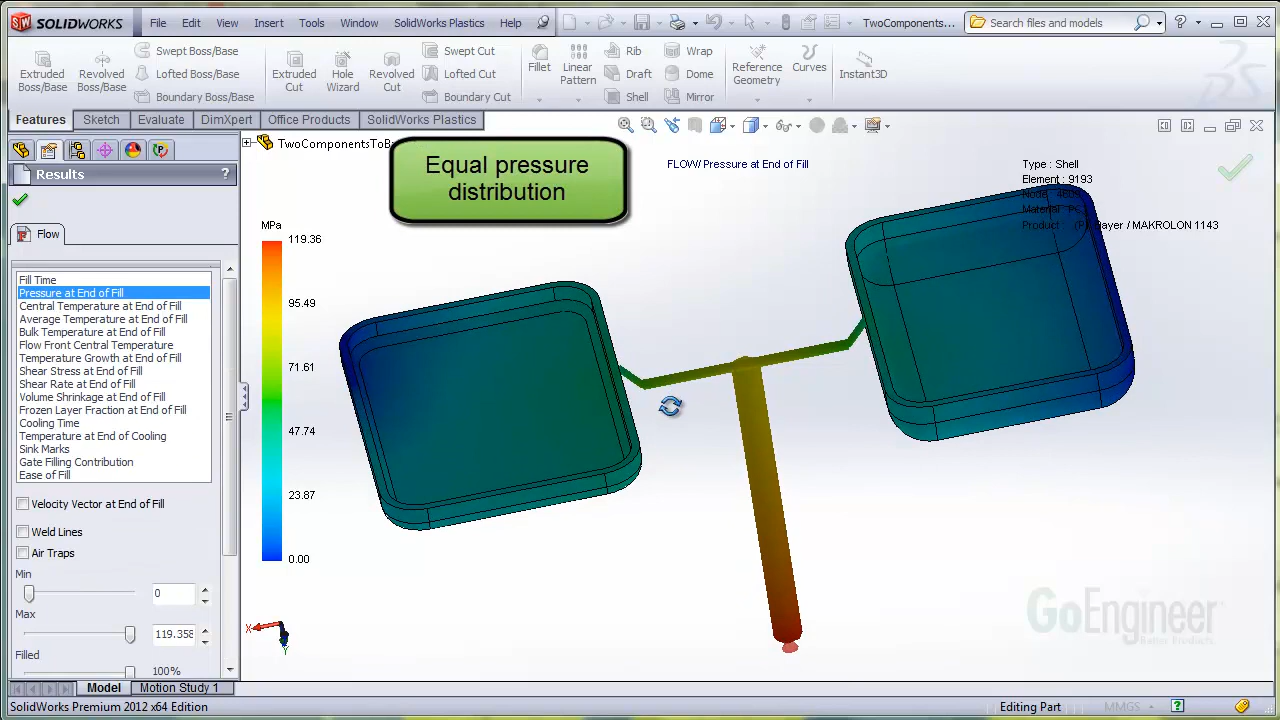 SOLIDWORKS
File Edit View Insert Tools Window SolidWorks Plastics Help
TwoComponents...
Search files and models
Extruded Boss/Base
Revolved Boss/Base
Swept Boss/Base
Lofted Boss/Base
Boundary Boss/Base
Extruded Cut
Hole Wizard
Revolved Cut
Swept Cut
Lofted Cut
Boundary Cut
Fillet
Linear Pattern
Rib
Draft
Shell
Wrap
Dome
Mirror
Reference Geometry
Curves
Instant3D
Features Sketch Evaluate DimXpert Office Products SolidWorks Plastics
Results ?
Flow
Fill Time
Pressure at End of Fill
Central Temperature at End of Fill
Average Temperature at End of Fill
Bulk Temperature at End of Fill
Flow Front Central Temperature
Temperature Growth at End of Fill
Shear Stress at End of Fill
Shear Rate at End of Fill
Volume Shrinkage at End of Fill
Frozen Layer Fraction at End of Fill
Cooling Time
Temperature at End of Cooling
Sink Marks
Gate Filling Contribution
Ease of Fill
Velocity Vector at End of Fill
Weld Lines
Air Traps
Min
0
Max
119.358
Filled
100%
Equal pressure
distribution
FLOW/Pressure at End of Fill
Type : Shell
Element : 9193
Product : (P) Bayer / MAKROLON 1143
MPa
119.36
95.49
71.61
47.74
23.87
0.00
X
Y
GoEngineer
Better Products.
Model Motion Study 1
SolidWorks Premium 2012 x64 Edition
Editing Part
MMGS